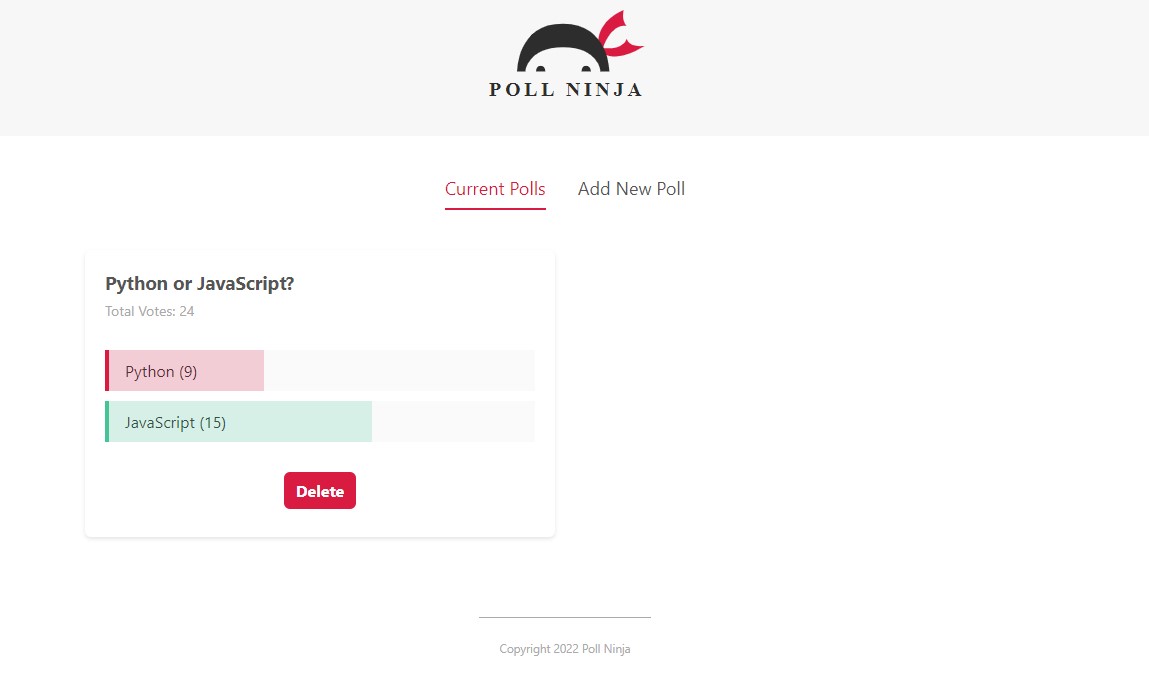 POLL NINJA
Current Polls
Add New Poll
Python or JavaScript?
Total Votes: 24
Python (9)
JavaScript (15)
Delete
Copyright 2022 Poll Ninja